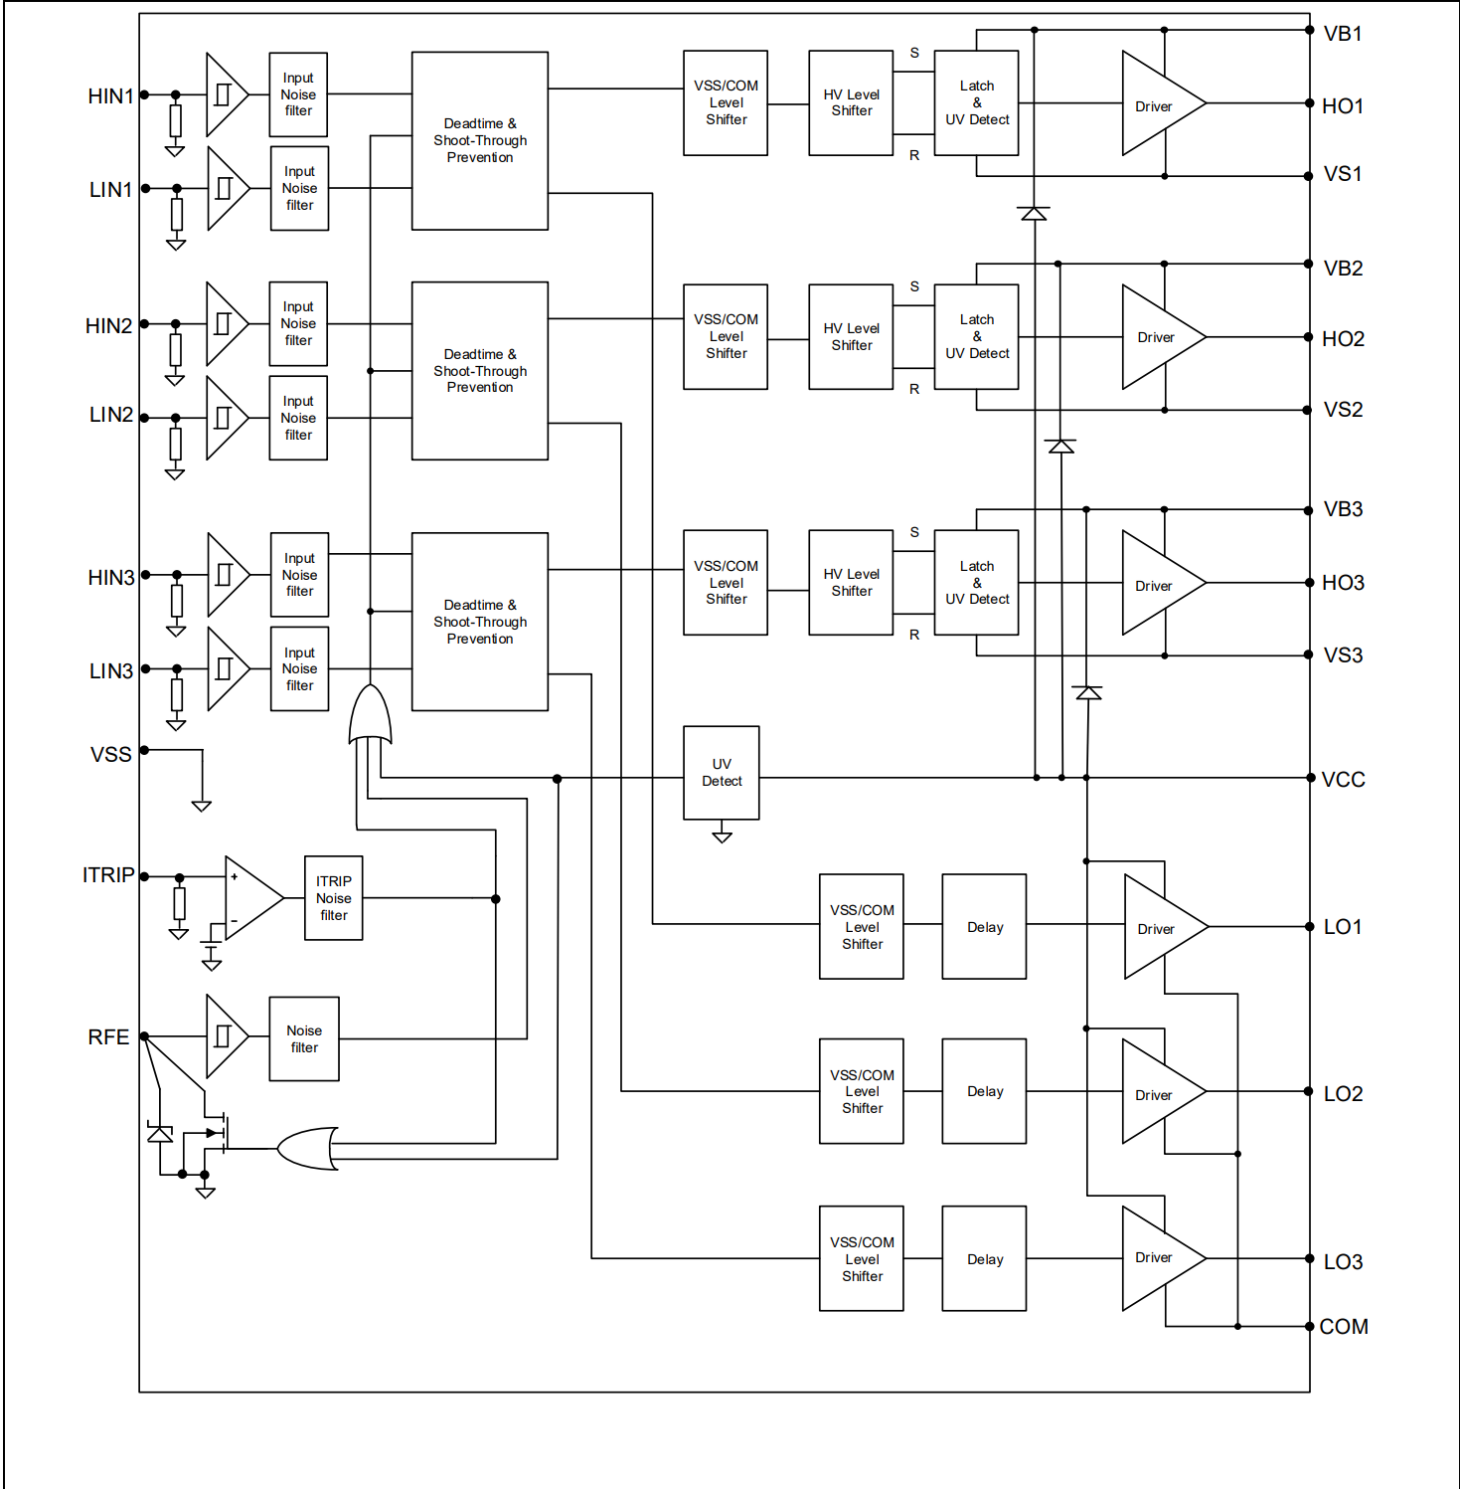 VB1
S
HIN1
Input
Noise
filter
Deadtime &
Shoot-Through
Prevention
VSS/COM
Level
Shifter
HV Level
Shifter
Latch
&
UV Detect
Driver
HO1
R
LIN1
Input
Noise
filter
VS1
VB2
S
HIN2
Input
Noise
filter
Deadtime &
Shoot-Through
Prevention
VSS/COM
Level
Shifter
HV Level
Shifter
Latch
&
UV Detect
Driver
HO2
R
LIN2
Input
Noise
filter
VS2
VB3
S
HIN3
Input
Noise
filter
Deadtime &
Shoot-Through
Prevention
VSS/COM
Level
Shifter
HV Level
Shifter
Latch
&
UV Detect
Driver
HO3
R
LIN3
Input
Noise
filter
VS3
VSS
UV
Detect
VCC
ITRIP
+
−
ITRIP
Noise
filter
VSS/COM
Level
Shifter
Delay
Driver
LO1
RFE
Noise
filter
VSS/COM
Level
Shifter
Delay
Driver
LO2
VSS/COM
Level
Shifter
Delay
Driver
LO3
COM